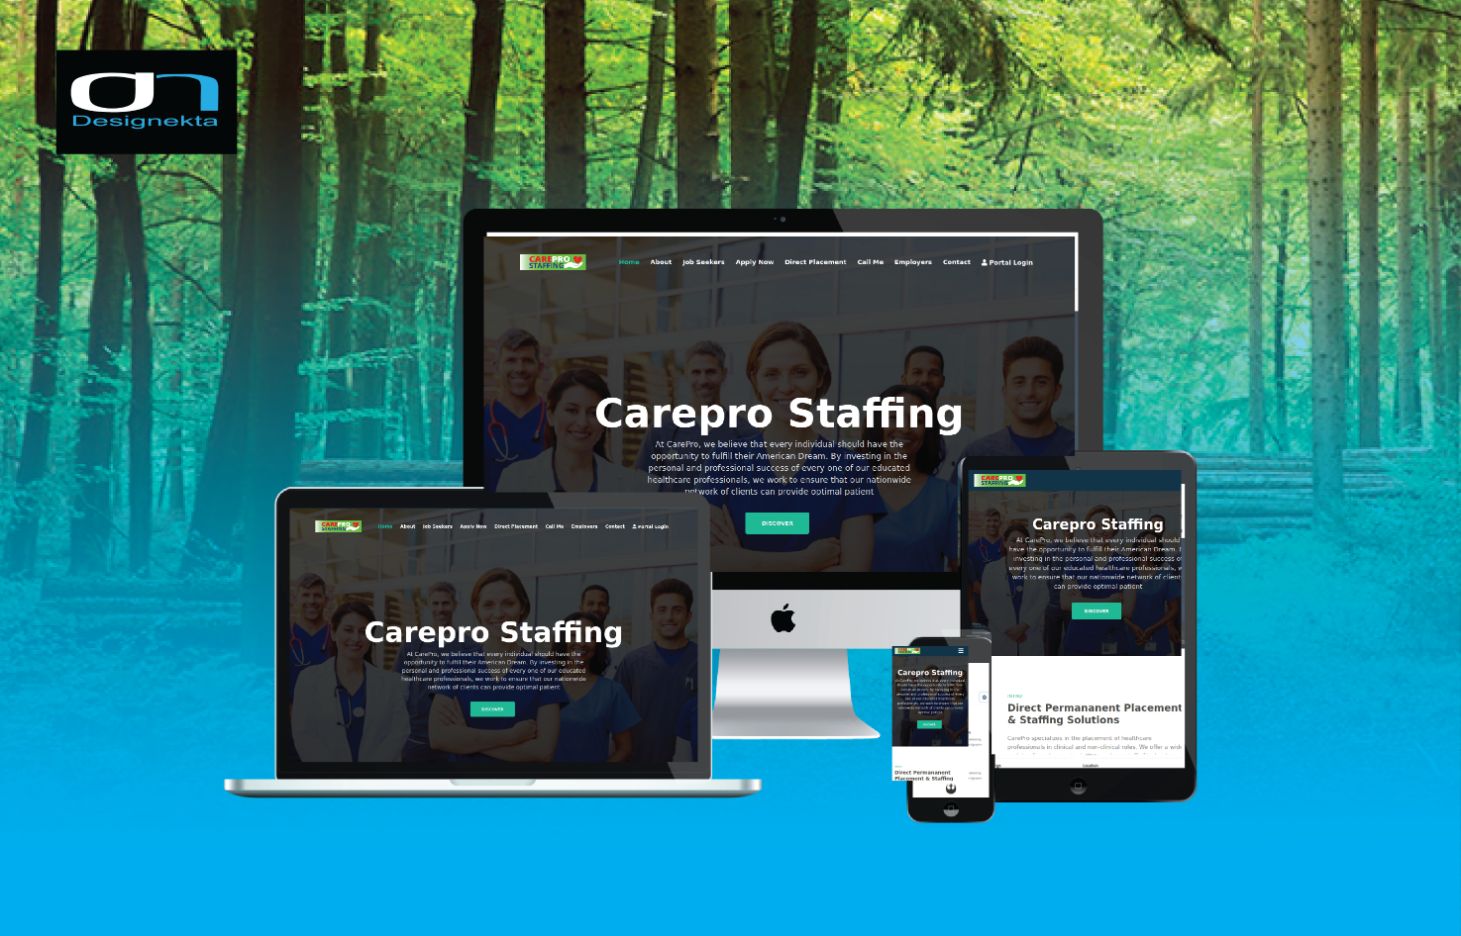 Designekta
CAREPRO
STAFFING
Home About Job Seekers Apply Now Direct Placement Call Me Employers Contact Portal Login
Carepro Staffing
At CarePro, we believe that every individual should have the
opportunity to fulfill their American Dream. By investing in the
personal and professional success of every one of our educated
healthcare professionals, we work to ensure that our nationwide
network of clients can provide optimal patient
DISCOVER
CAREPRO
STAFFING
Home About Job Seekers Apply Now Direct Placement Call Me Employers Contact Portal Login
Carepro Staffing
At CarePro, we believe that every individual should have the
opportunity to fulfill their American Dream. By investing in the
personal and professional success of every one of our educated
healthcare professionals, we work to ensure that our nationwide
network of clients can provide optimal patient
DISCOVER
CAREPRO
STAFFING
Carepro Staffing
At CarePro, we believe that every individual should
have the opportunity to fulfill their American Dream.
investing in the personal and professional success of
every one of our educated healthcare professionals,
work to ensure that our nationwide network of client
can provide optimal patient
DISCOVER
Direct Permananent Placement
& Staffing Solutions
CarePro specializes in the placement of healthcare
professionals in clinical and non-clinical roles. We offer a wide
Location
Carepro Staffing
DISCOVER
Direct Permananent
Placement & Staffing